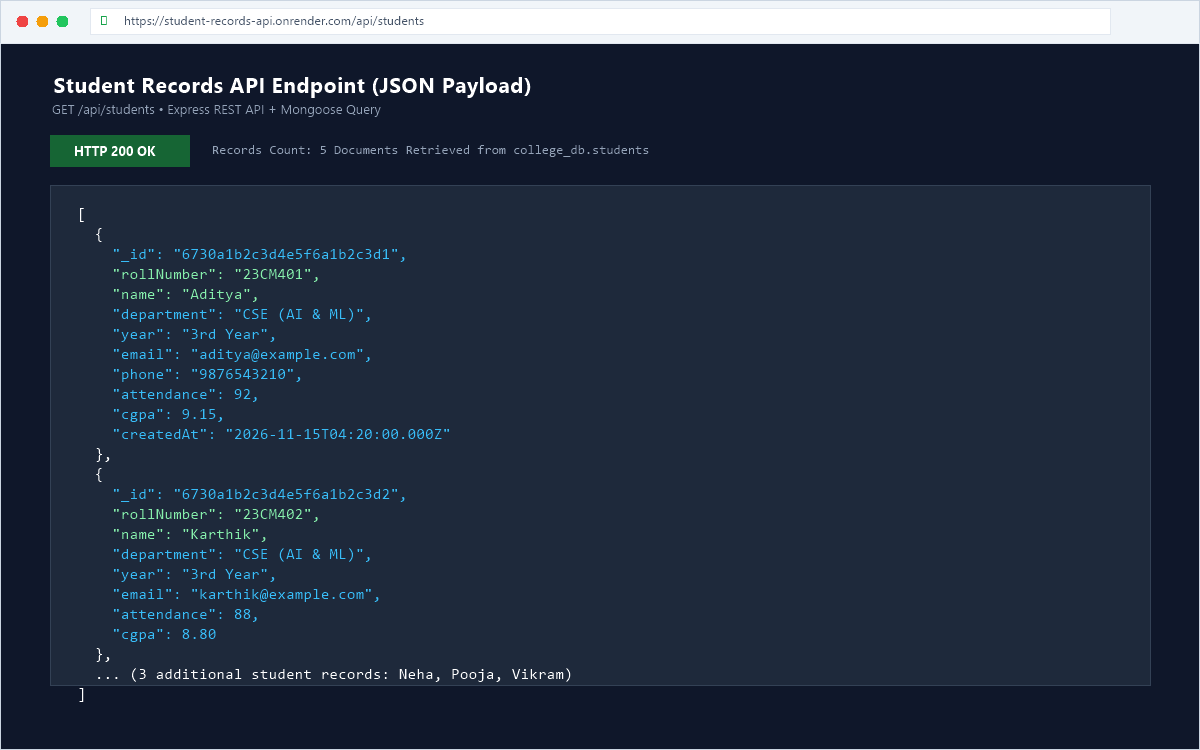 https://student-records-api.onrender.com/api/students
Student Records API Endpoint (JSON Payload)
GET /api/students • Express REST API + Mongoose Query
HTTP 200 OK
Records Count: 5 Documents Retrieved from college_db.students
[
  {
    "_id": "6730a1b2c3d4e5f6a1b2c3d1",
    "rollNumber": "23CM401",
    "name": "Aditya",
    "department": "CSE (AI & ML)",
    "year": "3rd Year",
    "email": "aditya@example.com",
    "phone": "9876543210",
    "attendance": 92,
    "cgpa": 9.15,
    "createdAt": "2026-11-15T04:20:00.000Z"
  },
  {
    "_id": "6730a1b2c3d4e5f6a1b2c3d2",
    "rollNumber": "23CM402",
    "name": "Karthik",
    "department": "CSE (AI & ML)",
    "year": "3rd Year",
    "email": "karthik@example.com",
    "attendance": 88,
    "cgpa": 8.80
  },
  ... (3 additional student records: Neha, Pooja, Vikram)
]